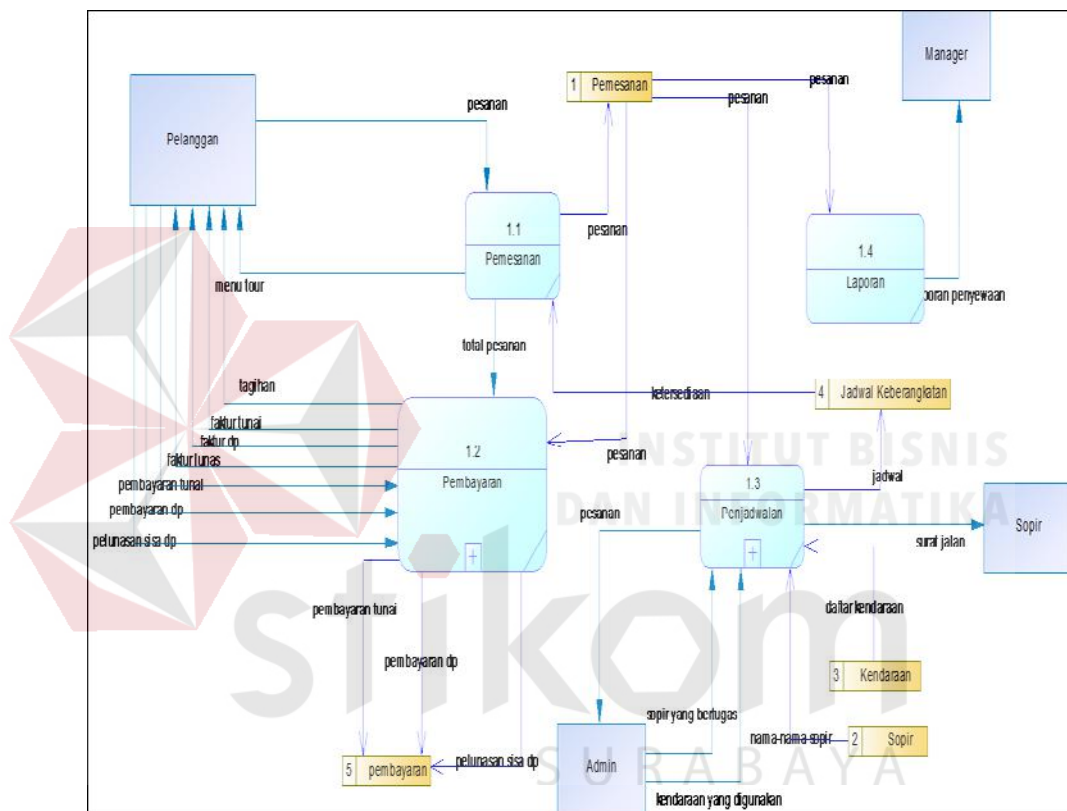 Manager
pesanan
1 Pemesanan
pesanan
pesanan
Pelanggan
1.1
Pemesanan
pesanan
1.4
Laporan
menu tour
poran penyewaan
total pesanan
tagihan
ketersediaan
4 Jadwal Keberangkatan
faktur tunai
faktur dp
faktur lunas
pembayaran tunai
pembayaran dp
pelunasan sisa dp
1.2
Pembayaran
pesanan
INSTITUT BISNIS
DAN INFORMATIKA
jadwal
1.3
Penjadwalan
pesanan
Sopir
surat jalan
pembayaran tunai
pembayaran dp
daftar kendaraan
stikom
3 Kendaraan
sopir yang bertugas
nama-nama sopir
2 Sopir
5 pembayaran
pelunasan sisa dp
Admin
SURABAYA
kendaraan yang digunakan